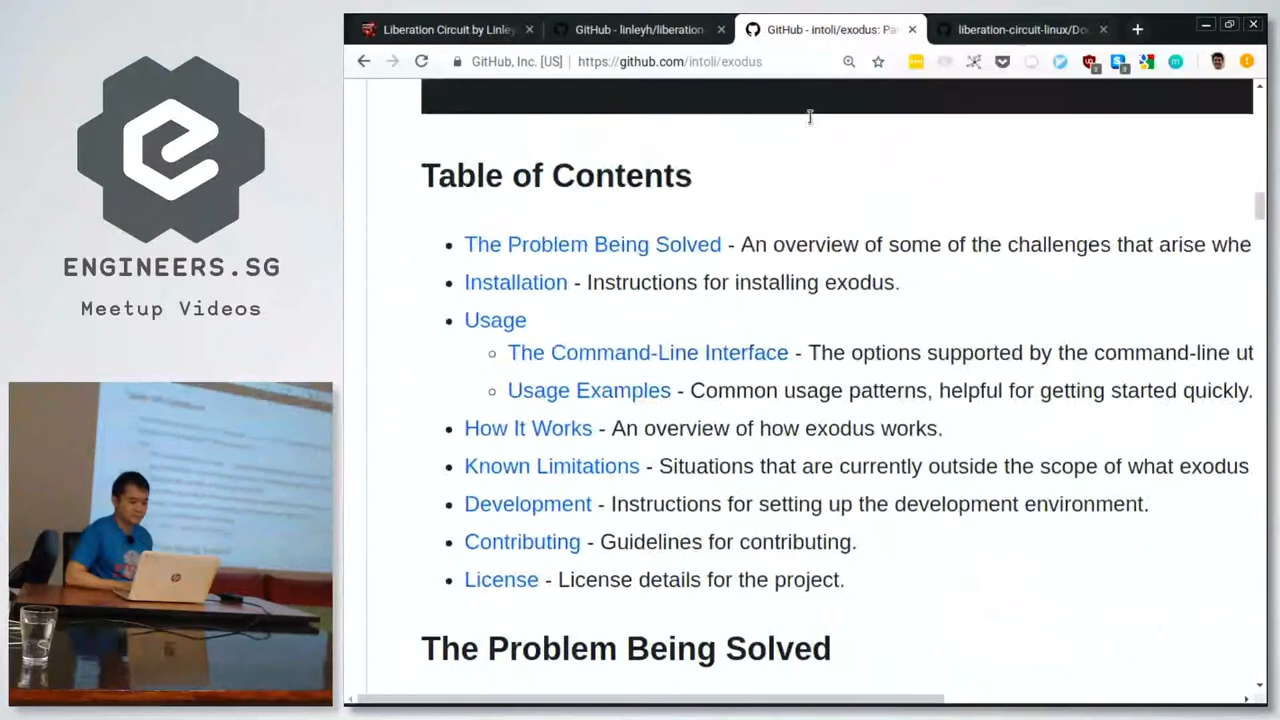 ENGINEERS.SG
Meetup Videos
Liberation Circuit by Linley
GitHub - linleyh/liberation
GitHub - intoli/exodus: Pa
liberation-circuit-linux/Do
GitHub, Inc. [US]
https://github.com/intoli/exodus
Table of Contents
The Problem Being Solved - An overview of some of the challenges that arise whe
Installation - Instructions for installing exodus.
Usage
The Command-Line Interface - The options supported by the command-line ut
Usage Examples - Common usage patterns, helpful for getting started quickly.
How It Works - An overview of how exodus works.
Known Limitations - Situations that are currently outside the scope of what exodus
Development - Instructions for setting up the development environment.
Contributing - Guidelines for contributing.
License - License details for the project.
The Problem Being Solved